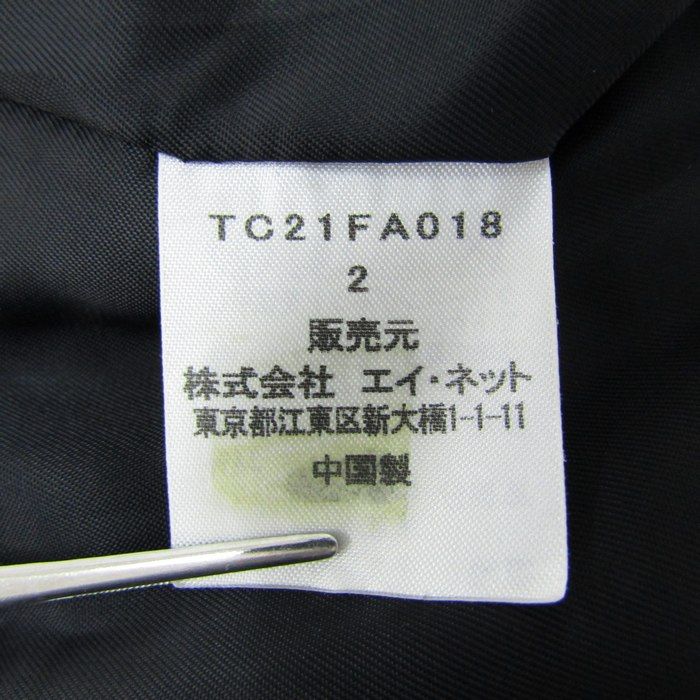 TC21FA018
2
販売元
株式会社 エイ・ネット
東京都江東区新大橋1-1-11
中国製